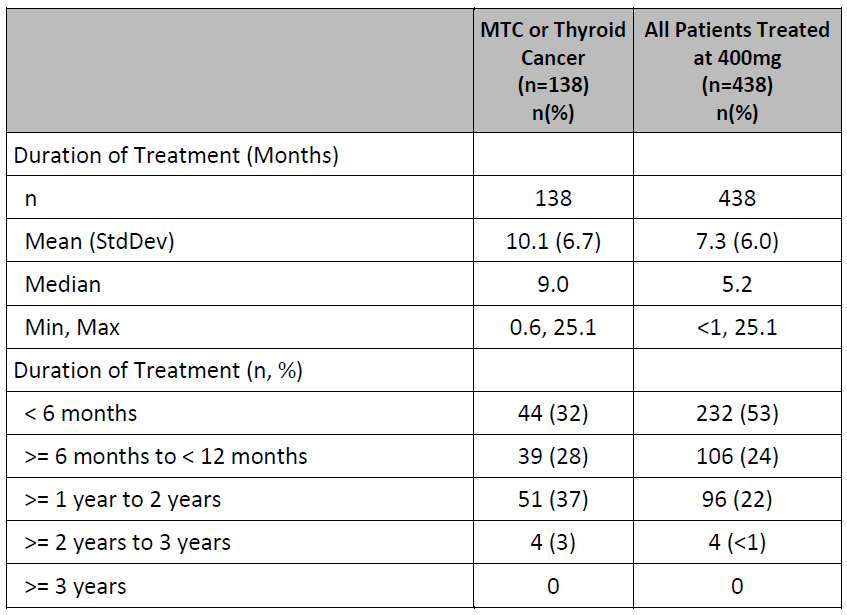 MTC or Thyroid Cancer (n=138) n(%) All Patients Treated at 400mg (n=438) n(%)
Duration of Treatment (Months)
n 138 438
Mean (StdDev) 10.1 (6.7) 7.3 (6.0)
Median 9.0 5.2
Min, Max 0.6, 25.1 <1, 25.1
Duration of Treatment (n, %)
< 6 months 44 (32) 232 (53)
>= 6 months to < 12 months 39 (28) 106 (24)
>= 1 year to 2 years 51 (37) 96 (22)
>= 2 years to 3 years 4 (3) 4 (<1)
>= 3 years 0 0